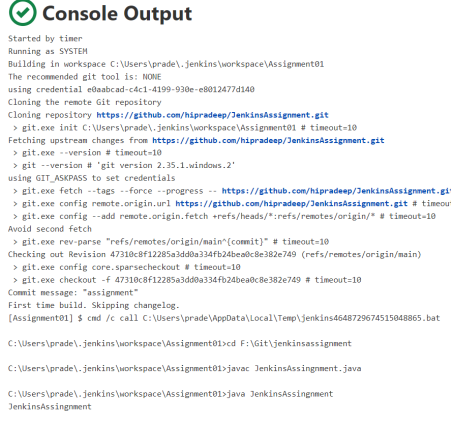 Console Output
Started by timer
Running as SYSTEM
Building in workspace C:\Users\prade\.jenkins\workspace\Assignment01
The recommended git tool is: NONE
using credential e0aabcad-c4c1-4199-930e-e8012477d140
Cloning the remote Git repository
Cloning repository https://github.com/hipradeep/JenkinsAssignment.git
> git.exe init C:\Users\prade\.jenkins\workspace\Assignment01 # timeout=10
Fetching upstream changes from https://github.com/hipradeep/JenkinsAssignment.git
> git.exe --version # timeout=10
> git --version # 'git version 2.35.1.windows.2'
using GIT_ASKPASS to set credentials
> git.exe fetch --tags --force --progress -- https://github.com/hipradeep/JenkinsAssignment.git
> git.exe config remote.origin.url https://github.com/hipradeep/JenkinsAssignment.git # timeou
> git.exe config --add remote.origin.fetch +refs/heads/*:refs/remotes/origin/* # timeout=10
Avoid second fetch
> git.exe rev-parse "refs/remotes/origin/main^{commit}" # timeout=10
Checking out Revision 47310c8f12285a3dd0a334fb24bea0c8e382e749 (refs/remotes/origin/main)
> git.exe config core.sparsecheckout # timeout=10
> git.exe checkout -f 47310c8f12285a3dd0a334fb24bea0c8e382e749 # timeout=10
Commit message: "assignment"
First time build. Skipping changelog.
[Assignment01] $ cmd /c call C:\Users\prade\AppData\Local\Temp\jenkins4648729674515048865.bat
C:\Users\prade\.jenkins\workspace\Assignment01>cd F:\Git\jenkinsassignment
C:\Users\prade\.jenkins\workspace\Assignment01>javac JenkinsAssingnment.java
C:\Users\prade\.jenkins\workspace\Assignment01>java JenkinsAssingnment
JenkinsAssingnment